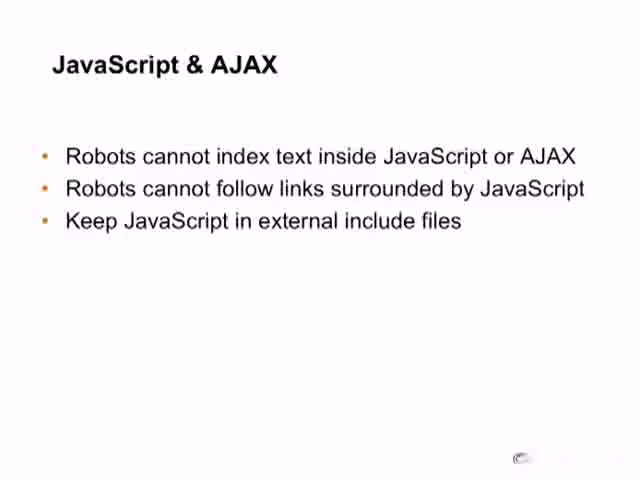 JavaScript & AJAX
• Robots cannot index text inside JavaScript or AJAX
• Robots cannot follow links surrounded by JavaScript
• Keep JavaScript in external include files